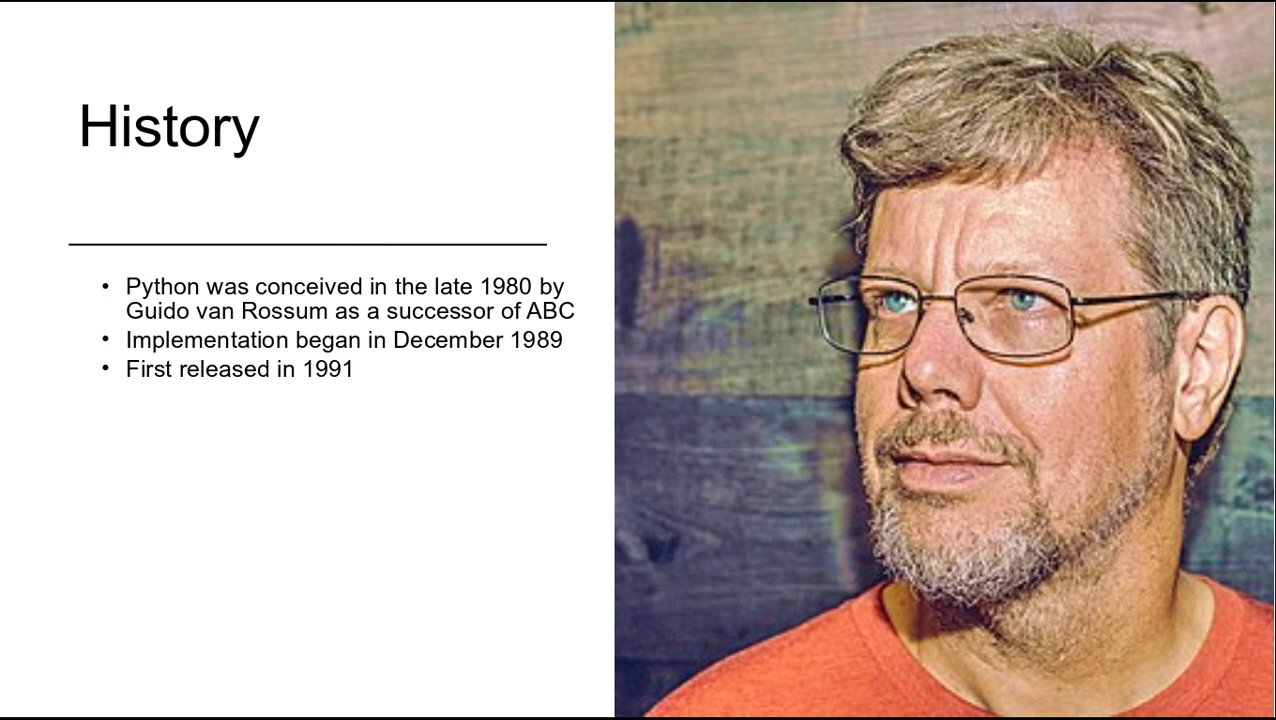 History
• Python was conceived in the late 1980 by
Guido van Rossum as a successor of ABC
• Implementation began in December 1989
• First released in 1991